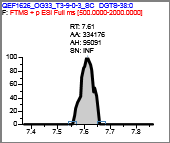 QEF1626_OG33_T3-9-0-3_SC DGTS-38:0
F: FTMS + p ESI Full ms [500.0000-2000.0000]
RT: 7.61
AA: 334176
AH: 95091
SN: INF
100
80
60
40
20
0
7.4 7.5 7.6 7.7 7.8